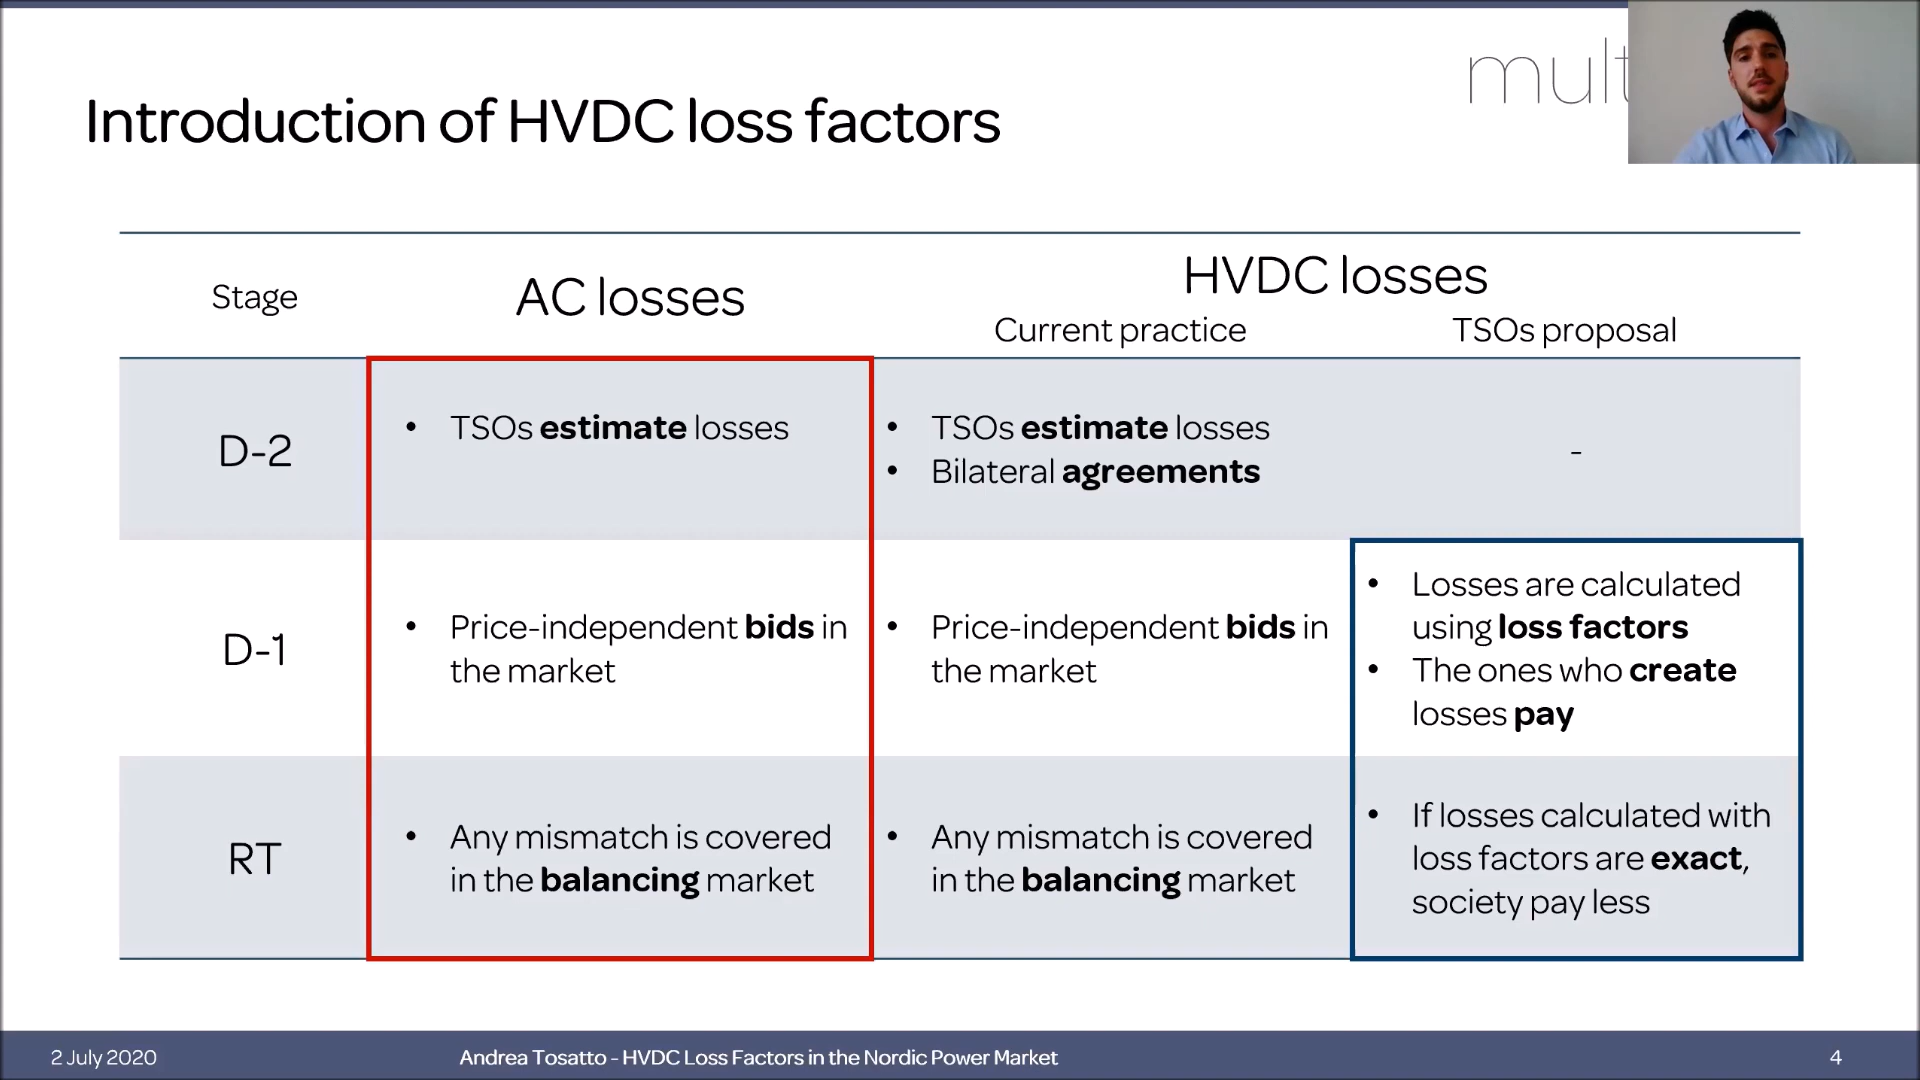 mult
Introduction of HVDC loss factors
Stage
AC losses
HVDC losses
Current practice
TSOs proposal
D-2
• TSOs estimate losses
• TSOs estimate losses
• Bilateral agreements
-
D-1
• Price-independent bids in
the market
• Price-independent bids in
the market
• Losses are calculated
using loss factors
• The ones who create
losses pay
RT
• Any mismatch is covered
in the balancing market
• Any mismatch is covered
in the balancing market
• If losses calculated with
loss factors are exact,
society pay less
2 July 2020
Andrea Tosatto - HVDC Loss Factors in the Nordic Power Market
4